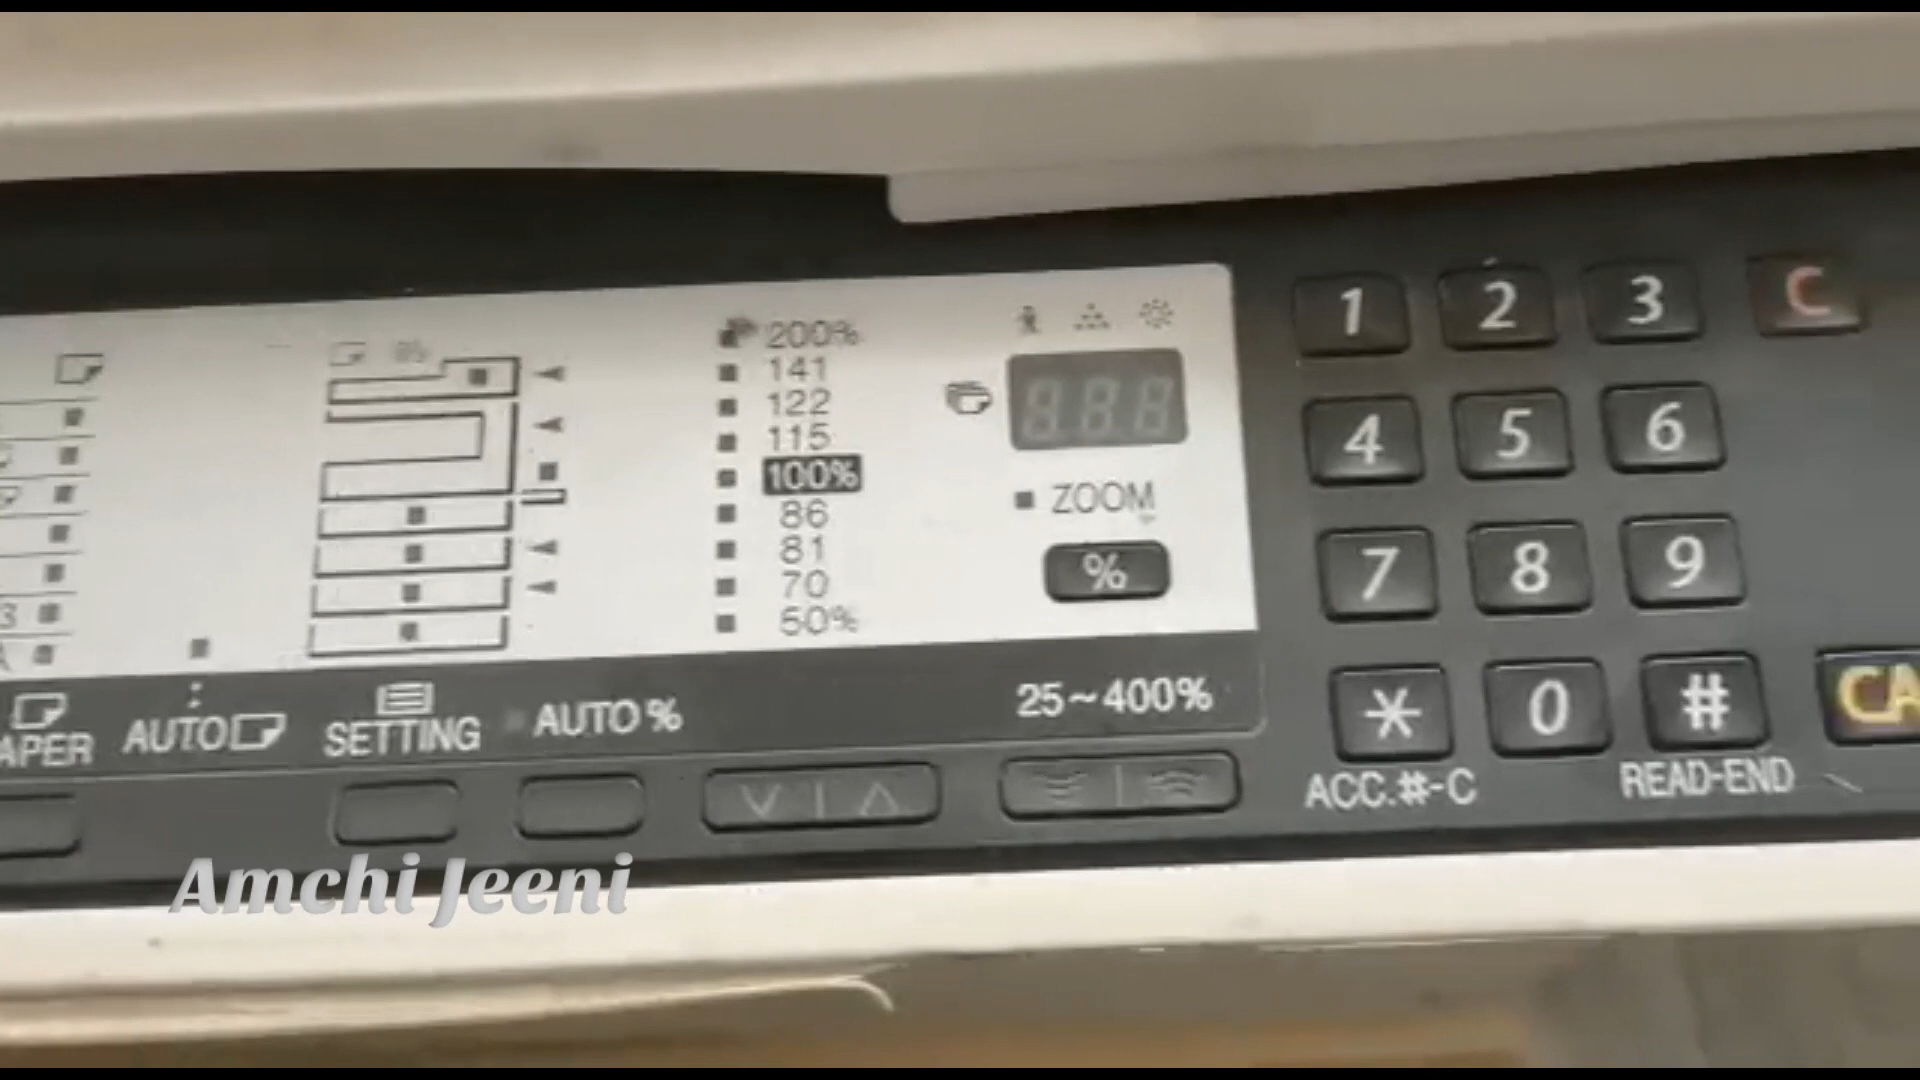 200%
141
122
115
100%
86
81
70
50%
888
ZOOM
%
25~400%
APER
AUTO
SETTING
AUTO %
1 2 3 C
4 5 6
7 8 9
* 0 # CA
ACC.#-C
READ-END
Amchi Jeeni